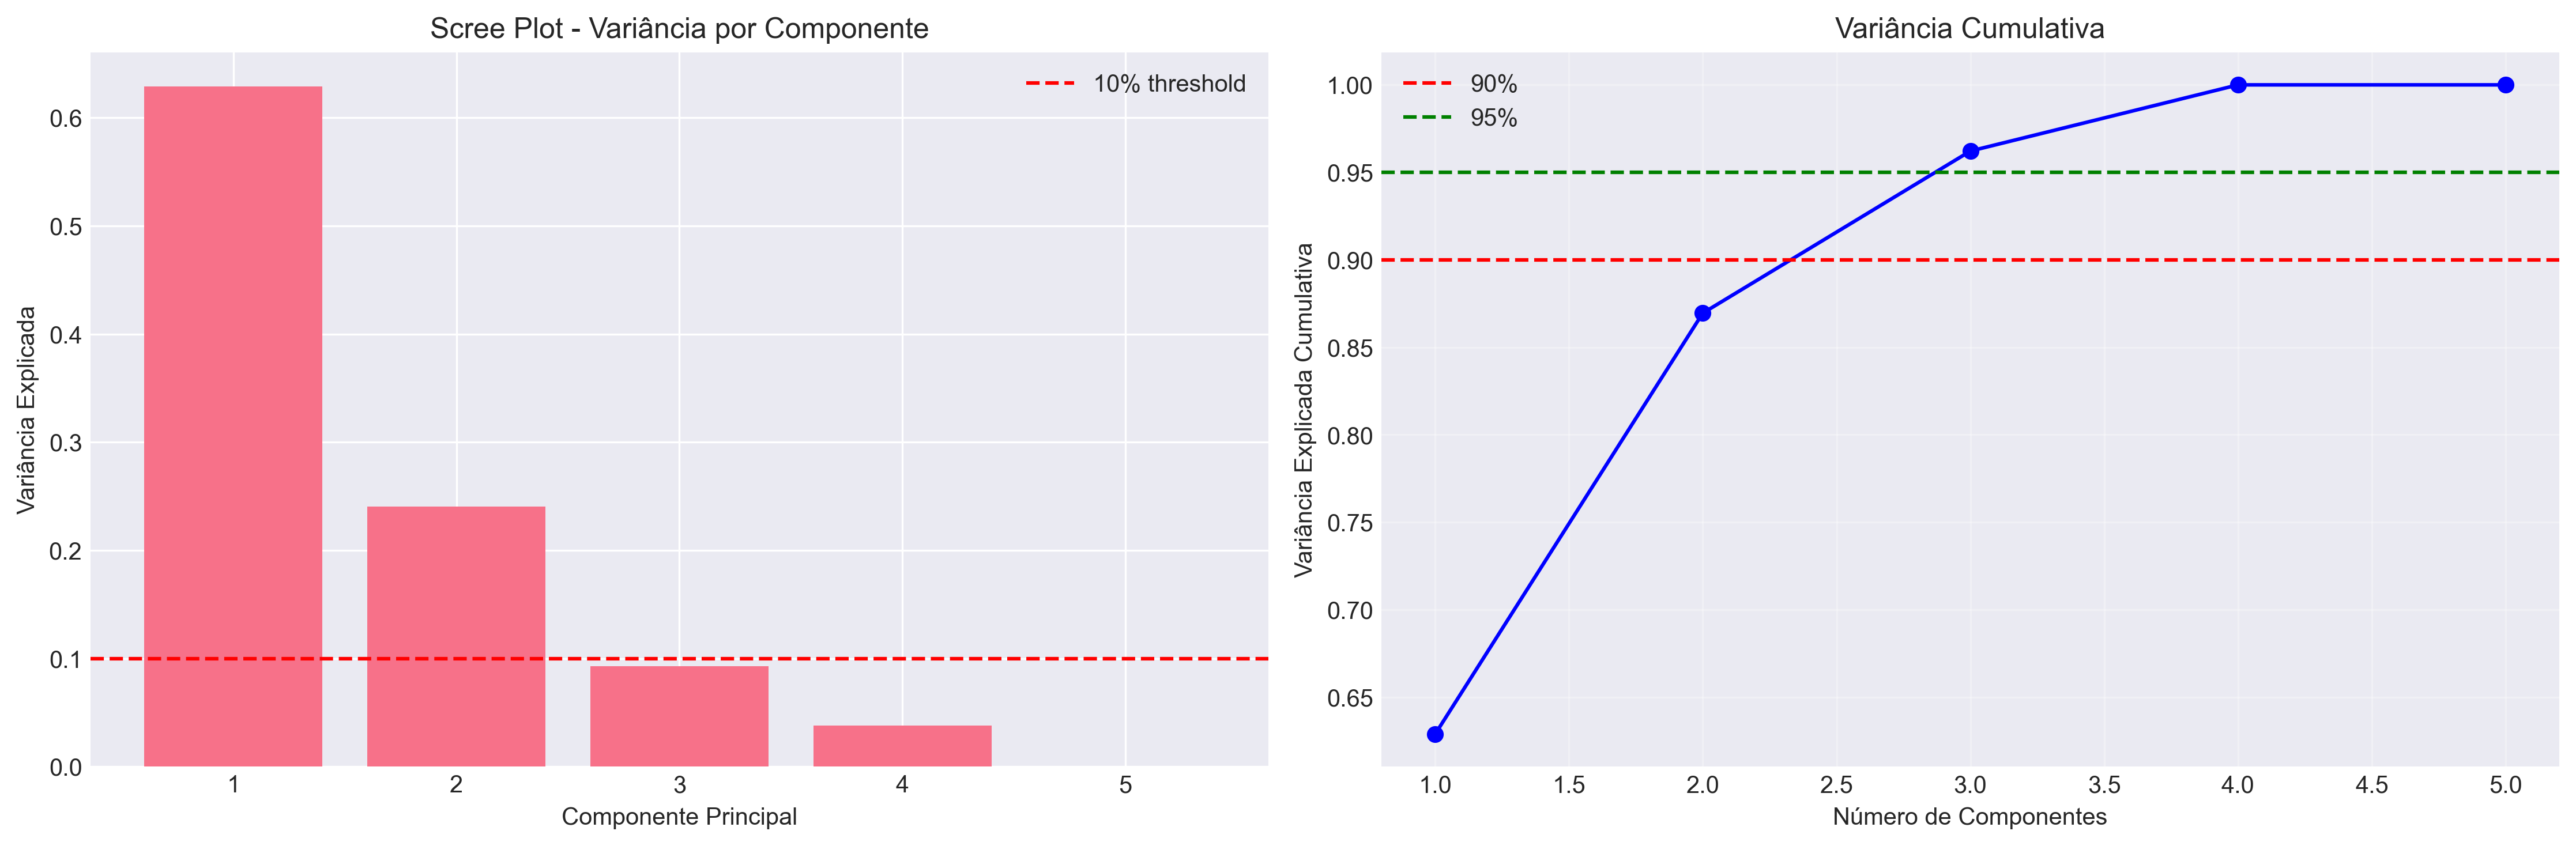 Scree Plot - Variância por Componente
10% threshold
0.6
0.5
0.4
0.3
0.2
0.1
0.0
Variância Explicada
1 2 3 4 5
Componente Principal
Variância Cumulativa
90%
95%
1.00
0.95
0.90
0.85
0.80
0.75
0.70
0.65
Variância Explicada Cumulativa
1.0 1.5 2.0 2.5 3.0 3.5 4.0 4.5 5.0
Número de Componentes